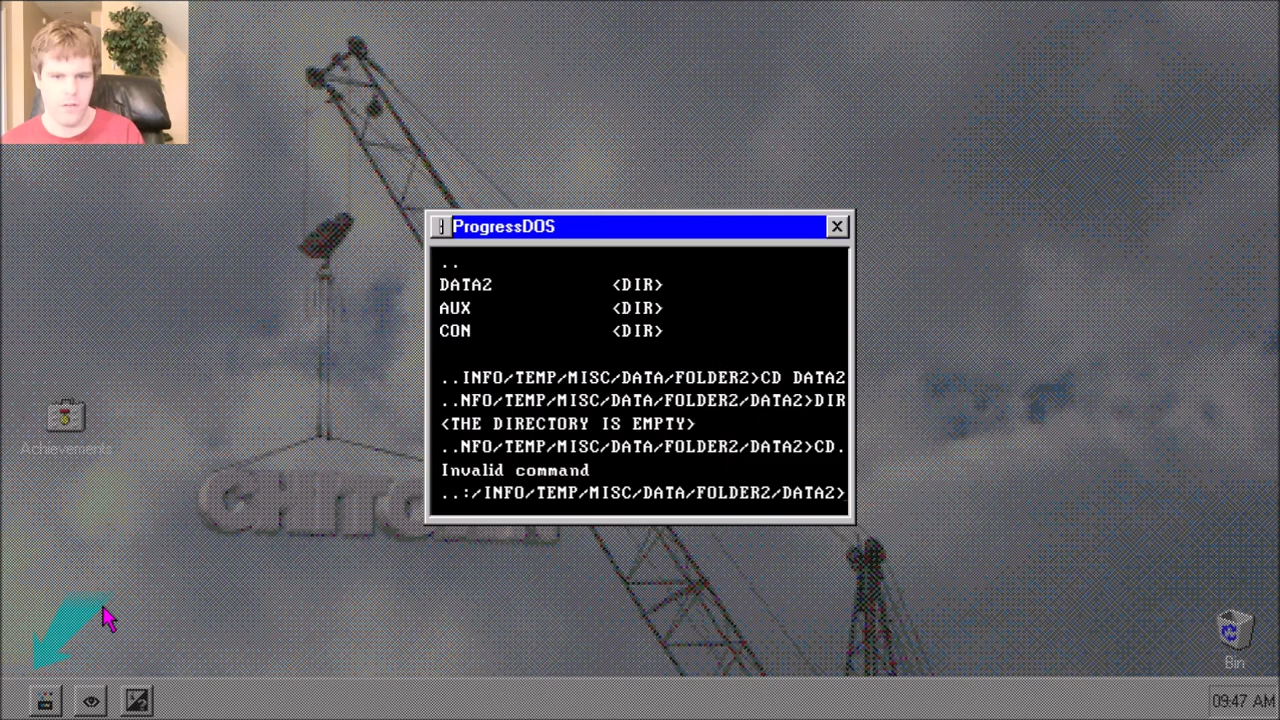 ProgressDOS
..
DATA2 <DIR>
AUX <DIR>
CON <DIR>
..INFO/TEMP/MISC/DATA/FOLDER2>CD DATA2
..NFO/TEMP/MISC/DATA/FOLDER2/DATA2>DIR
<THE DIRECTORY IS EMPTY>
..NFO/TEMP/MISC/DATA/FOLDER2/DATA2>CD.
Invalid command
..:/INFO/TEMP/MISC/DATA/FOLDER2/DATA2>_
Achievements
Bin
09:47 AM